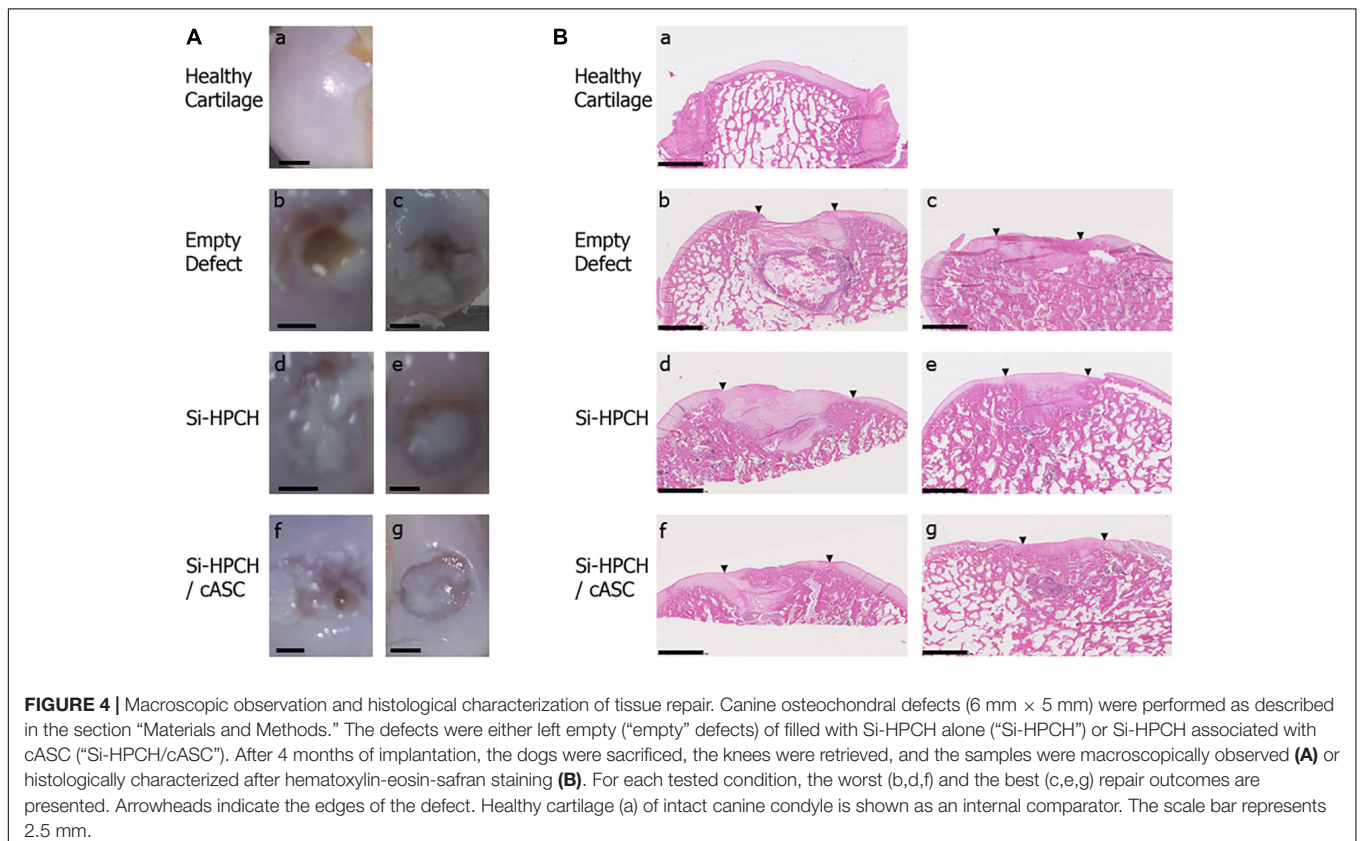 A
B
a
a
Healthy
Cartilage
Healthy
Cartilage
b
c
b
c
Empty
Defect
Empty
Defect
d
e
d
e
Si-HPCH
Si-HPCH
f
g
f
g
Si-HPCH
/ cASC
Si-HPCH
/ cASC
FIGURE 4 | Macroscopic observation and histological characterization of tissue repair. Canine osteochondral defects (6 mm × 5 mm) were performed as described
in the section “Materials and Methods.” The defects were either left empty (“empty” defects) of filled with Si-HPCH alone (“Si-HPCH”) or Si-HPCH associated with
cASC (“Si-HPCH/cASC”). After 4 months of implantation, the dogs were sacrificed, the knees were retrieved, and the samples were macroscopically observed (A) or
histologically characterized after hematoxylin-eosin-safran staining (B). For each tested condition, the worst (b,d,f) and the best (c,e,g) repair outcomes are
presented. Arrowheads indicate the edges of the defect. Healthy cartilage (a) of intact canine condyle is shown as an internal comparator. The scale bar represents
2.5 mm.